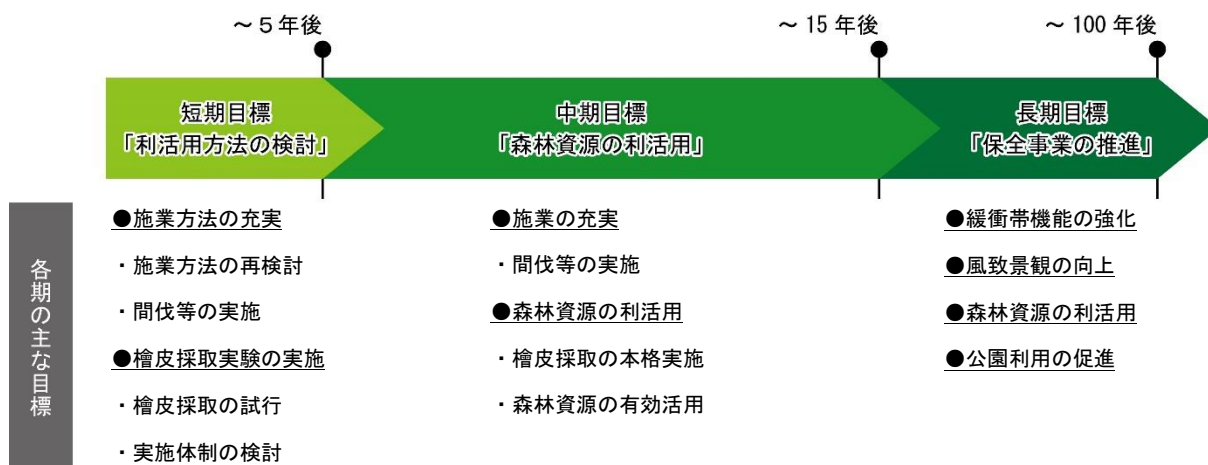 ～５年後
～15年後
～100年後
短期目標
「利活用方法の検討」
中期目標
「森林資源の利活用」
長期目標
「保全事業の推進」
各期の主な目標
●施業方法の充実
・施業方法の再検討
・間伐等の実施
●檜皮採取実験の実施
・檜皮採取の試行
・実施体制の検討
●施業の充実
・間伐等の実施
●森林資源の利活用
・檜皮採取の本格実施
・森林資源の有効活用
●緩衝帯機能の強化
●風致景観の向上
●森林資源の利活用
●公園利用の促進